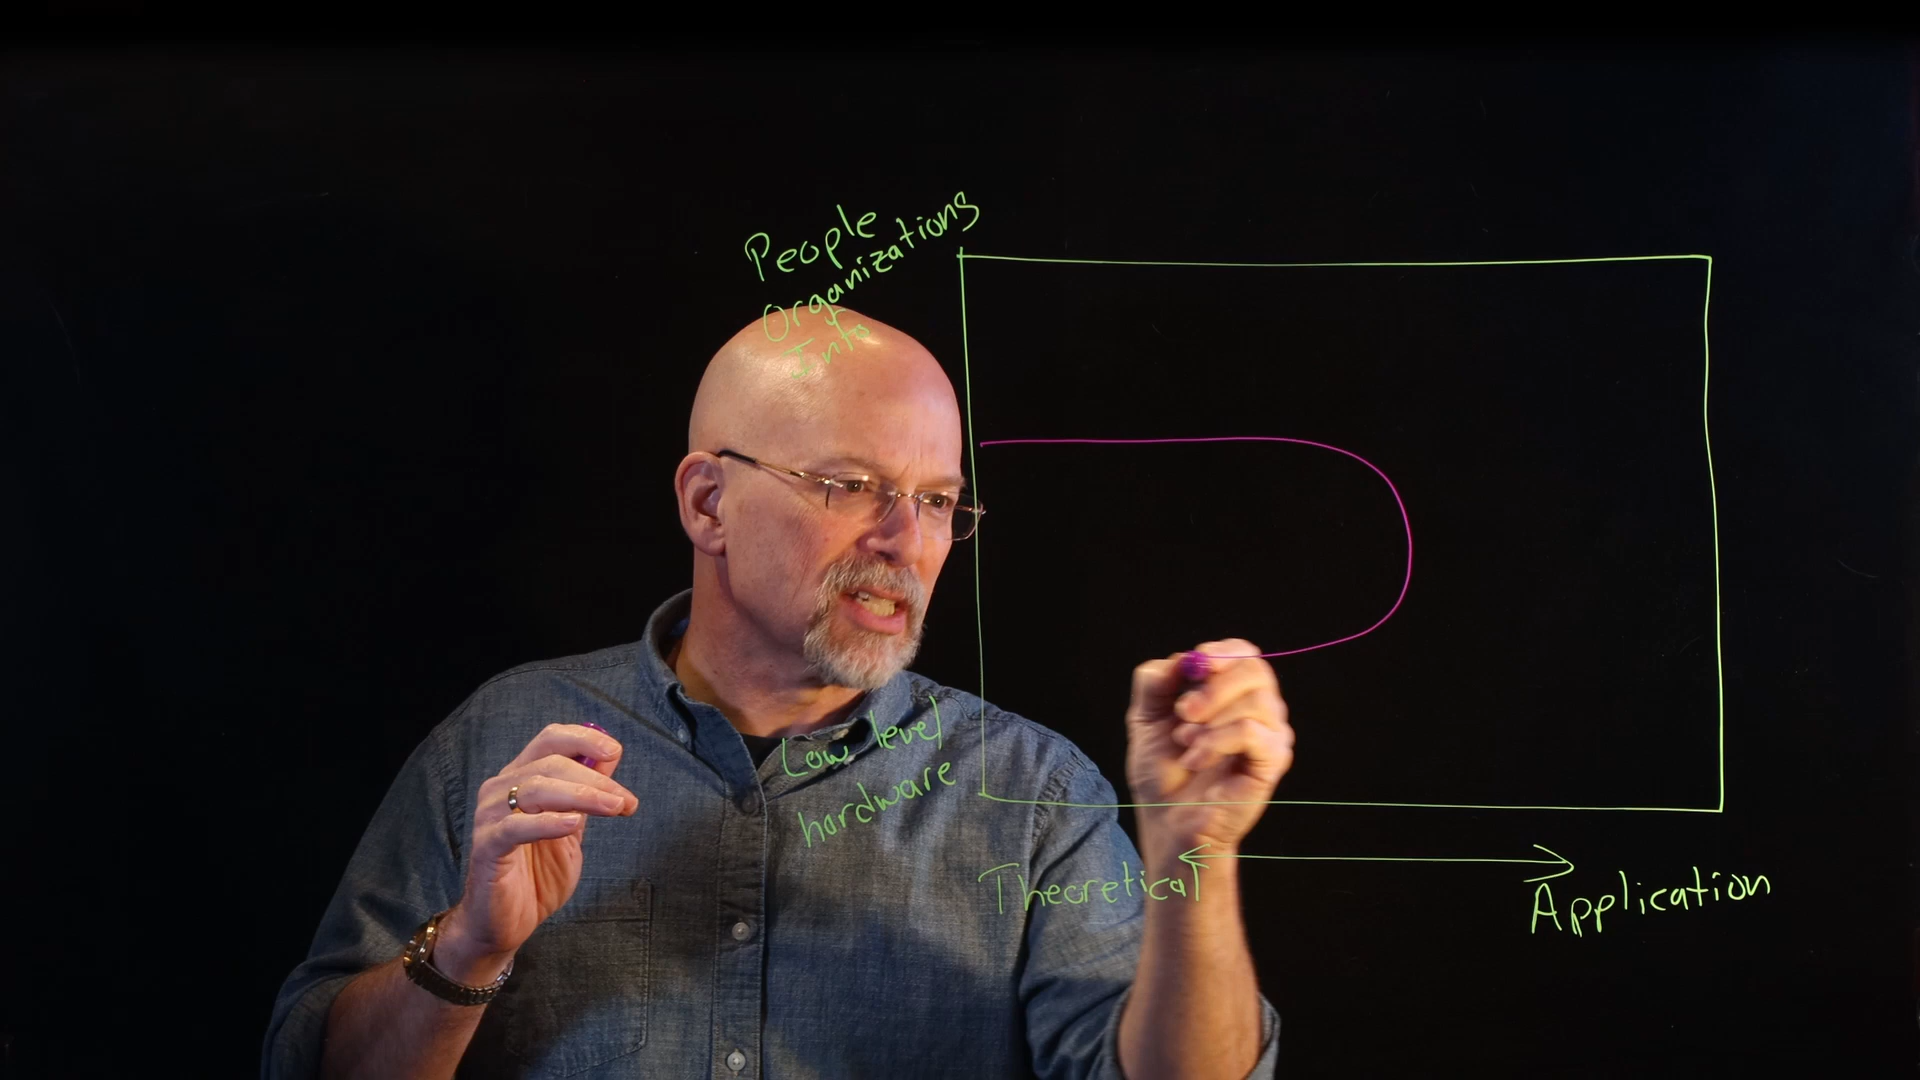 People
Organizations
Info
Low level
hardware
Theoretical
Application